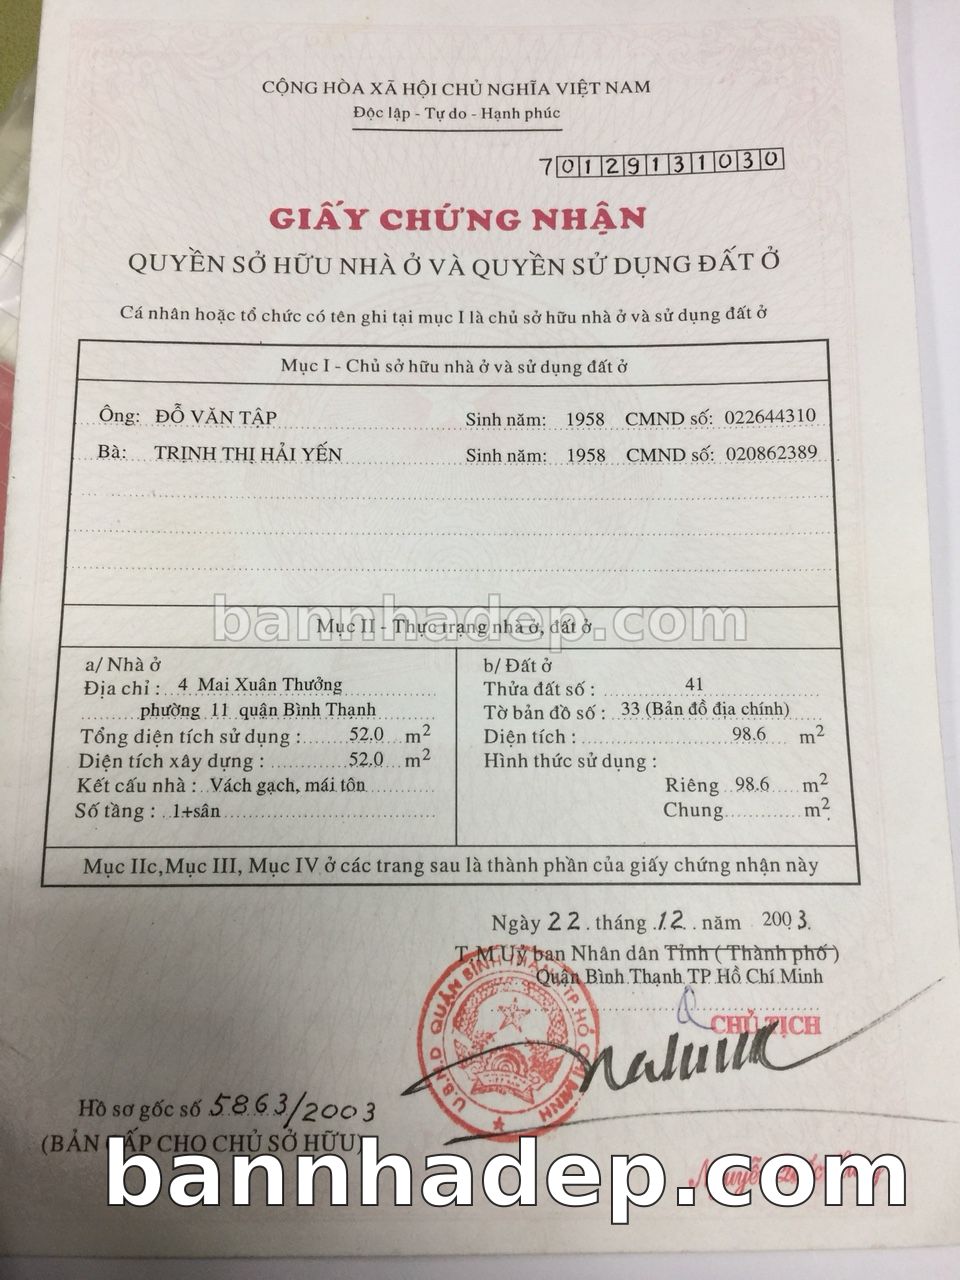 CỘNG HÒA XÃ HỘI CHỦ NGHĨA VIỆT NAM
Độc lập - Tự do - Hạnh phúc
70129131030
GIẤY CHỨNG NHẬN
QUYỀN SỞ HỮU NHÀ Ở VÀ QUYỀN SỬ DỤNG ĐẤT Ở
Cá nhân hoặc tổ chức có tên ghi tại mục I là chủ sở hữu nhà ở và sử dụng đất ở
Mục I - Chủ sở hữu nhà ở và sử dụng đất ở
Ông: ĐỖ VĂN TẬP Sinh năm: 1958 CMND số: 022644310
Bà: TRỊNH THỊ HẢI YẾN Sinh năm: 1958 CMND số: 020862389
bannhadep.com
Mục II - Thực trạng nhà ở, đất ở
a/ Nhà ở
Địa chỉ : 4 Mai Xuân Thưởng
phường 11 quận Bình Thạnh
Tổng diện tích sử dụng : 52.0 m2
Diện tích xây dựng : 52.0 m2
Kết cấu nhà : Vách gạch, mái tôn
Số tầng : 1+sân
b/ Đất ở
Thửa đất số : 41
Tờ bản đồ số : 33 (Bản đồ địa chính)
Diện tích : 98.6 m2
Hình thức sử dụng :
Riêng 98.6 m2
Chung m2
Mục IIc,Mục III, Mục IV ở các trang sau là thành phần của giấy chứng nhận này
Ngày 22 tháng 12 năm 2003
T.M Uỷ ban Nhân dân Tỉnh ( Thành phố )
Quận Bình Thạnh TP Hồ Chí Minh
CHỦ TỊCH
U.B.N.D QUẬN BÌNH THẠNH TP HỒ CHÍ MINH
Hồ sơ gốc số 5863/2003
(BẢN CẤP CHO CHỦ SỞ HỮU)
bannhadep.com
Nguyễn